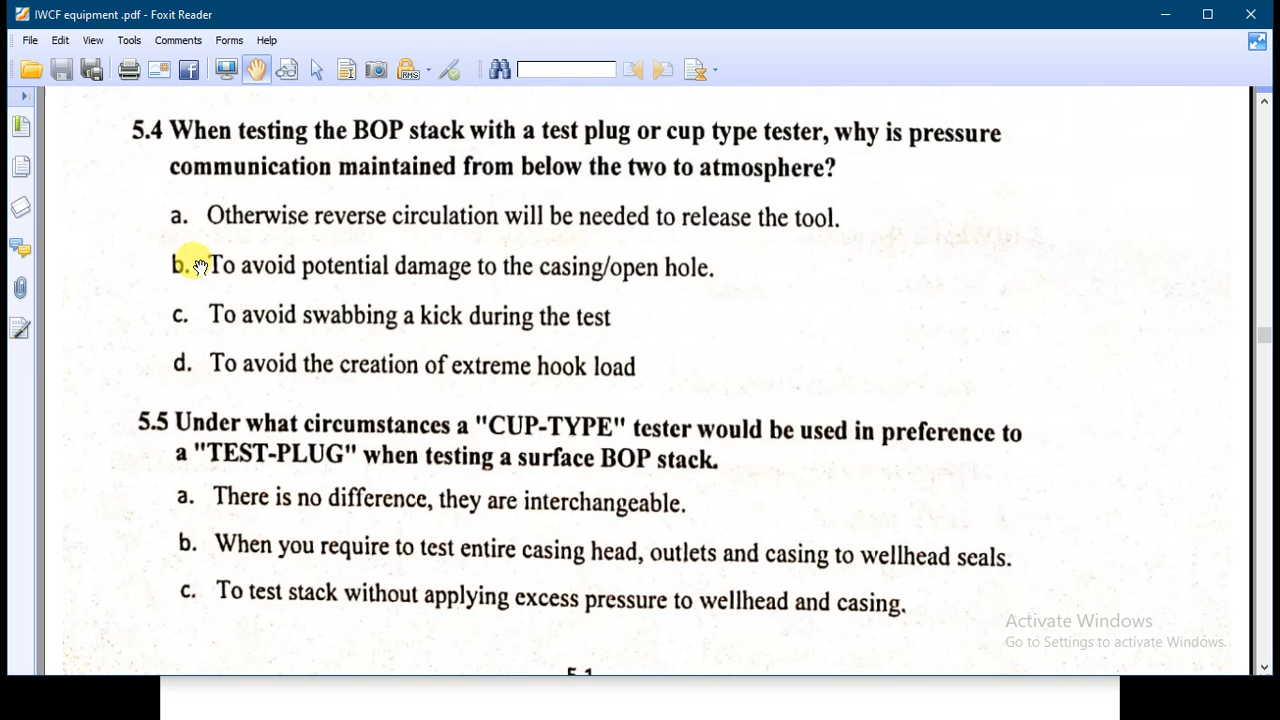 IWCF equipment .pdf - Foxit Reader
File Edit View Tools Comments Forms Help
RMS
5.4 When testing the BOP stack with a test plug or cup type tester, why is pressure
communication maintained from below the two to atmosphere?
a. Otherwise reverse circulation will be needed to release the tool.
b. To avoid potential damage to the casing/open hole.
c. To avoid swabbing a kick during the test
d. To avoid the creation of extreme hook load
5.5 Under what circumstances a "CUP-TYPE" tester would be used in preference to
a "TEST-PLUG" when testing a surface BOP stack.
a. There is no difference, they are interchangeable.
b. When you require to test entire casing head, outlets and casing to wellhead seals.
c. To test stack without applying excess pressure to wellhead and casing.
Activate Windows
Go to Settings to activate Windows.